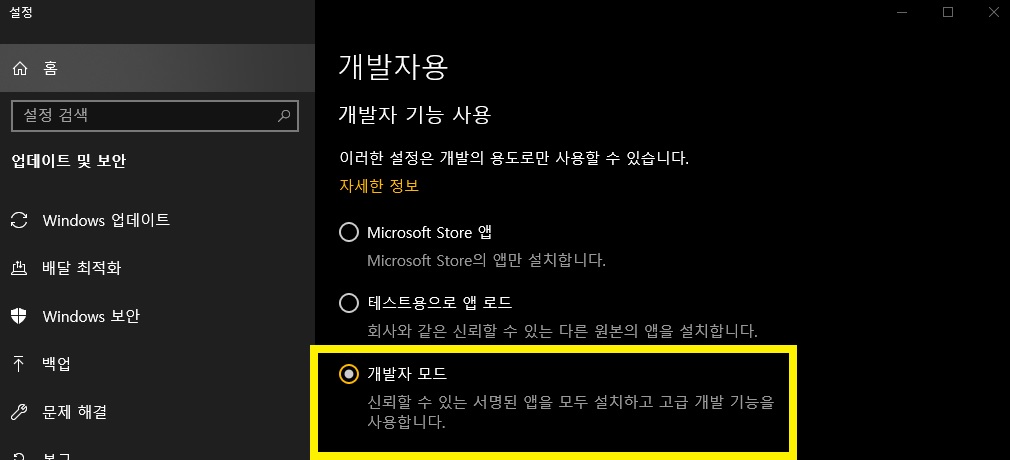 설정
홈
설정 검색
업데이트 및 보안
Windows 업데이트
배달 최적화
Windows 보안
백업
문제 해결
개발자용
개발자 기능 사용
이러한 설정은 개발의 용도로만 사용할 수 있습니다.
자세한 정보
Microsoft Store 앱
Microsoft Store의 앱만 설치합니다.
테스트용으로 앱 로드
회사와 같은 신뢰할 수 있는 다른 원본의 앱을 설치합니다.
개발자 모드
신뢰할 수 있는 서명된 앱을 모두 설치하고 고급 개발 기능을
사용합니다.